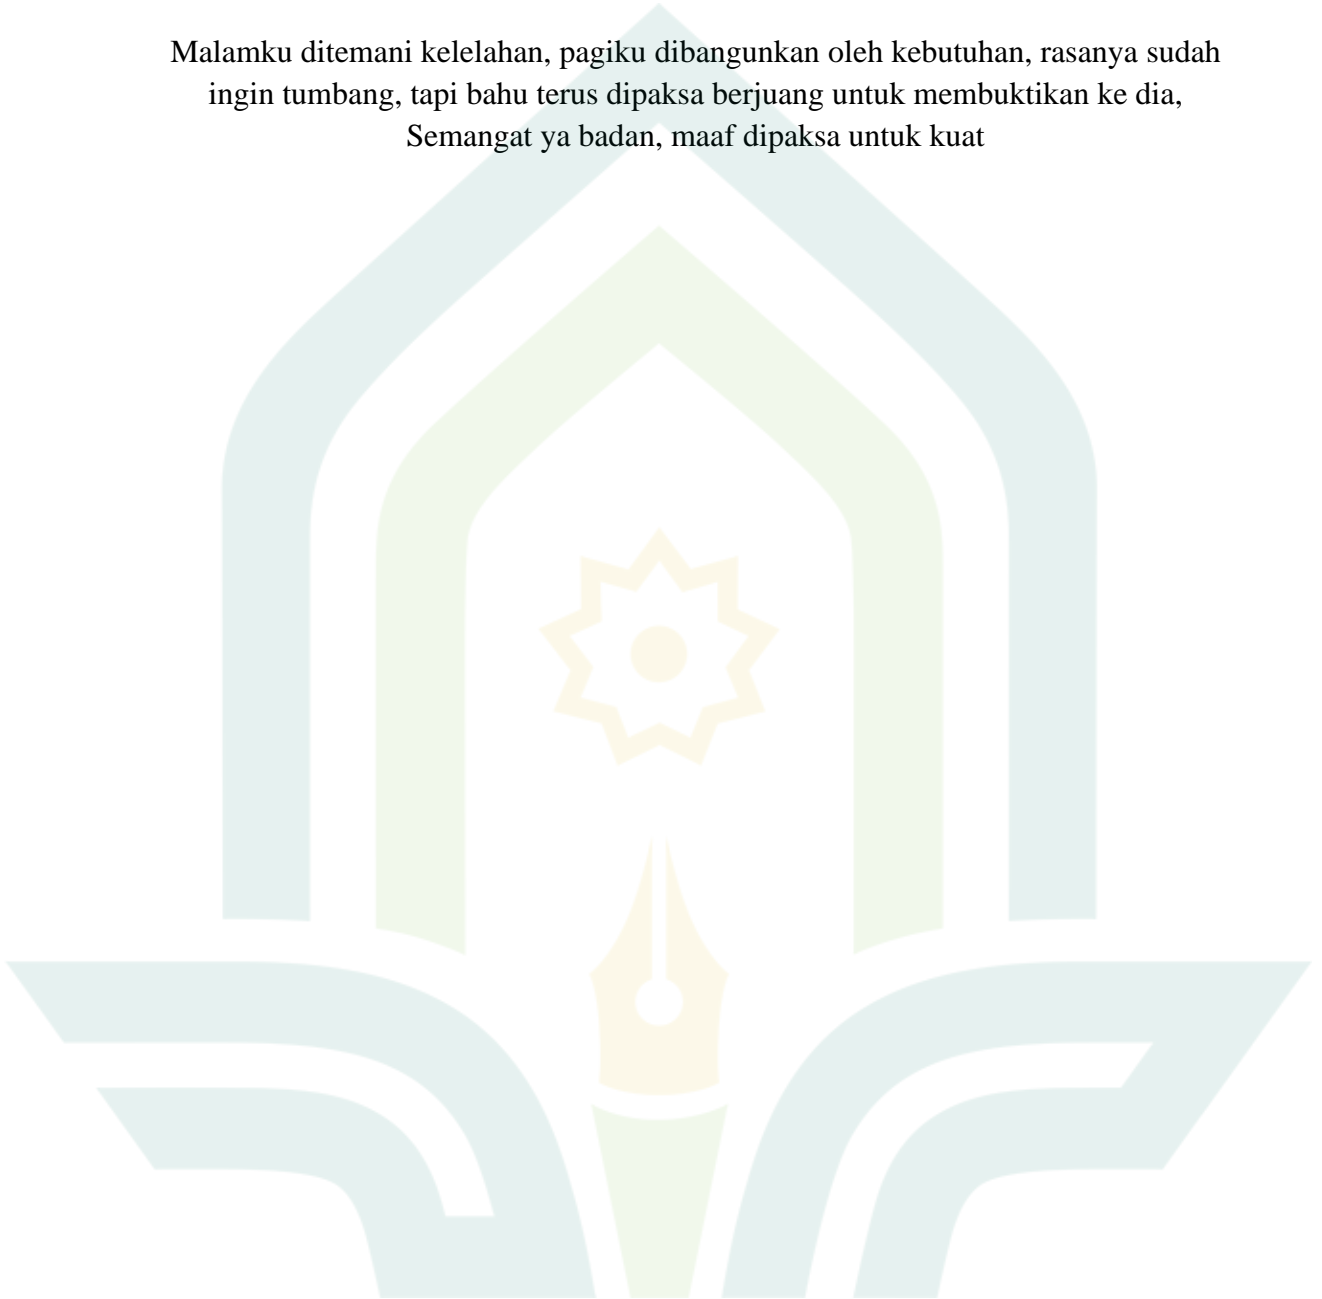 Malamku ditemani kelelahan, pagiku dibangunkan oleh kebutuhan, rasanya sudah
ingin tumbang, tapi bahu terus dipaksa berjuang untuk membuktikan ke dia,
Semangat ya badan, maaf dipaksa untuk kuat